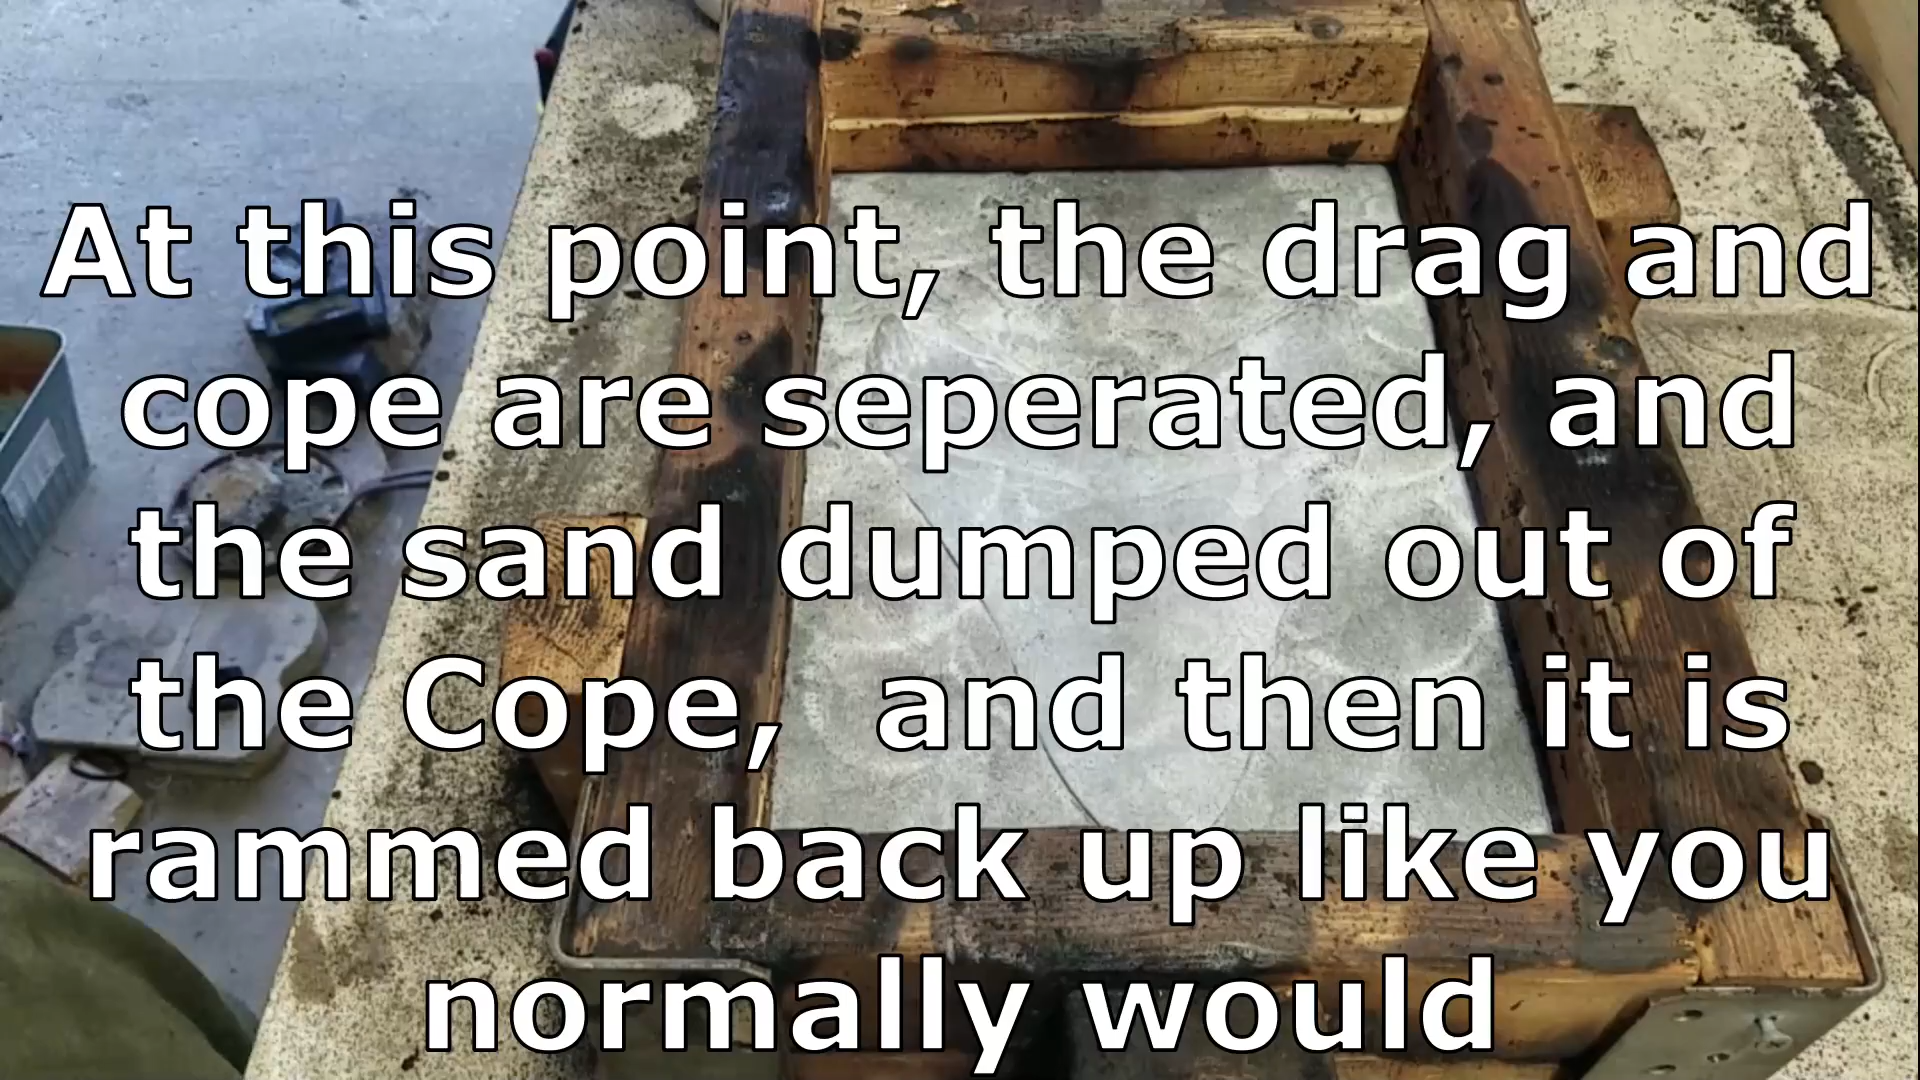 At this point, the drag and
cope are seperated, and
the sand dumped out of
the Cope,  and then it is
rammed back up like you
normally would